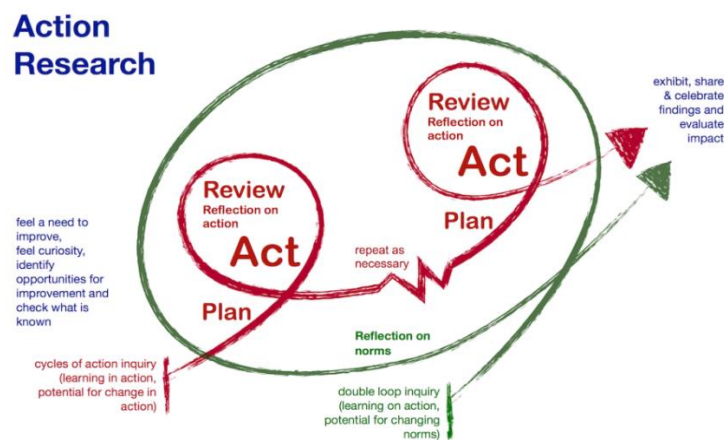 Action
Research
exhibit, share
& celebrate
findings and
evaluate
impact
Review
Reflection on
action
Act
Plan
Review
Reflection on
action
Act
Plan
repeat as
necessary
feel a need to
improve,
feel curiosity,
identify
opportunities for
improvement and
check what is
known
Reflection on
norms
cycles of action inquiry
(learning in action,
potential for change in
action)
double loop inquiry
(learning on action,
potential for changing
norms)